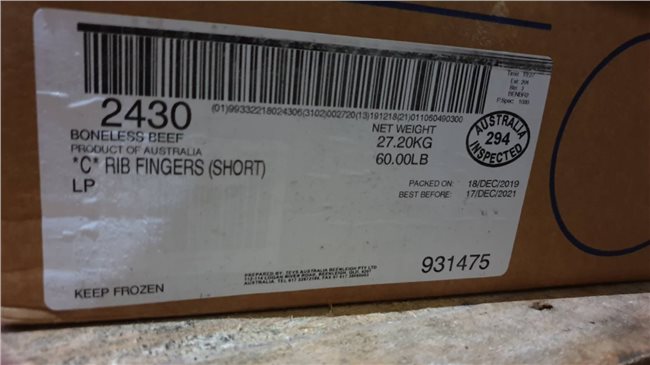 2430
(01)99332218024306(3102)002720(13)191218(21)011060490300
BONELESS BEEF
PRODUCT OF AUSTRALIA
*C* RIB FINGERS (SHORT)
LP
NET WEIGHT
27.20KG
60.00LB
AUSTRALIA
294
INSPECTED
PACKED ON: 18/DEC/2019
BEST BEFORE: 17/DEC/2021
931475
KEEP FROZEN